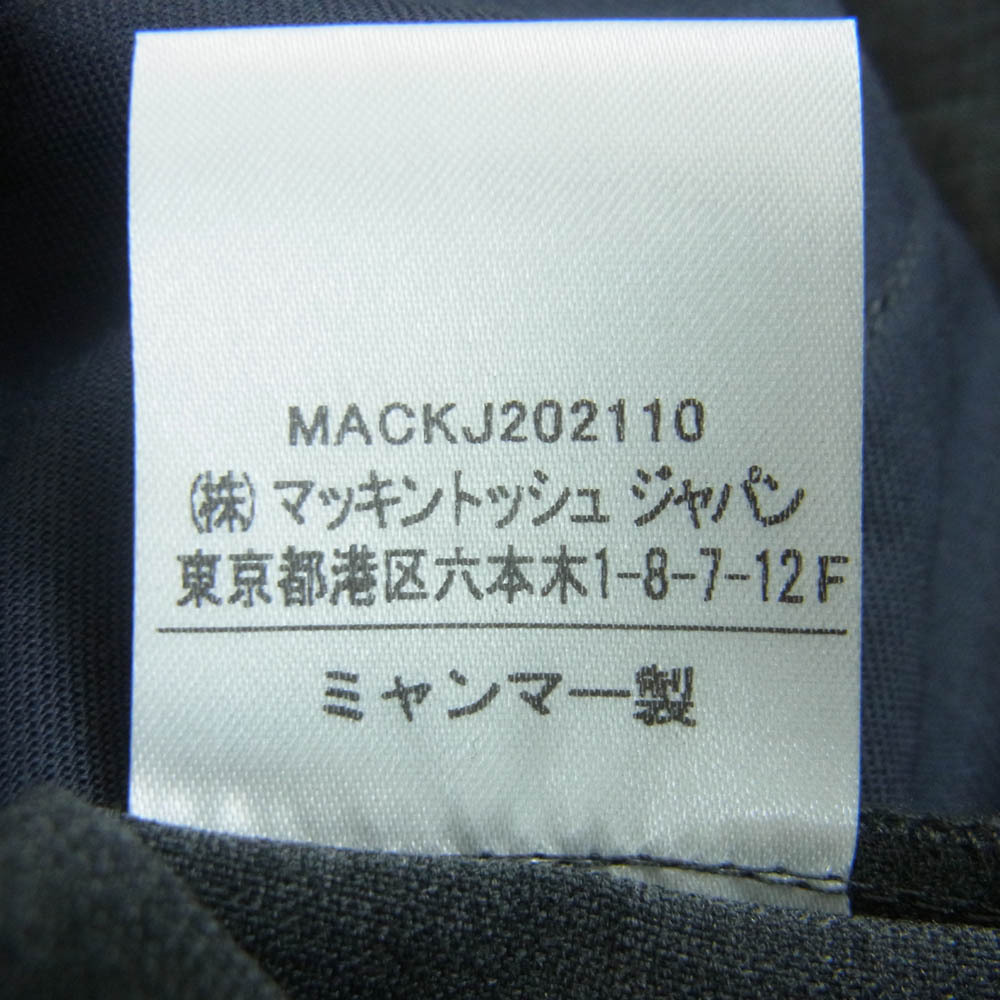 MACKJ202110
(株)マッキントッシュ ジャパン
東京都港区六本木1-8-7-12F
ミャンマー製